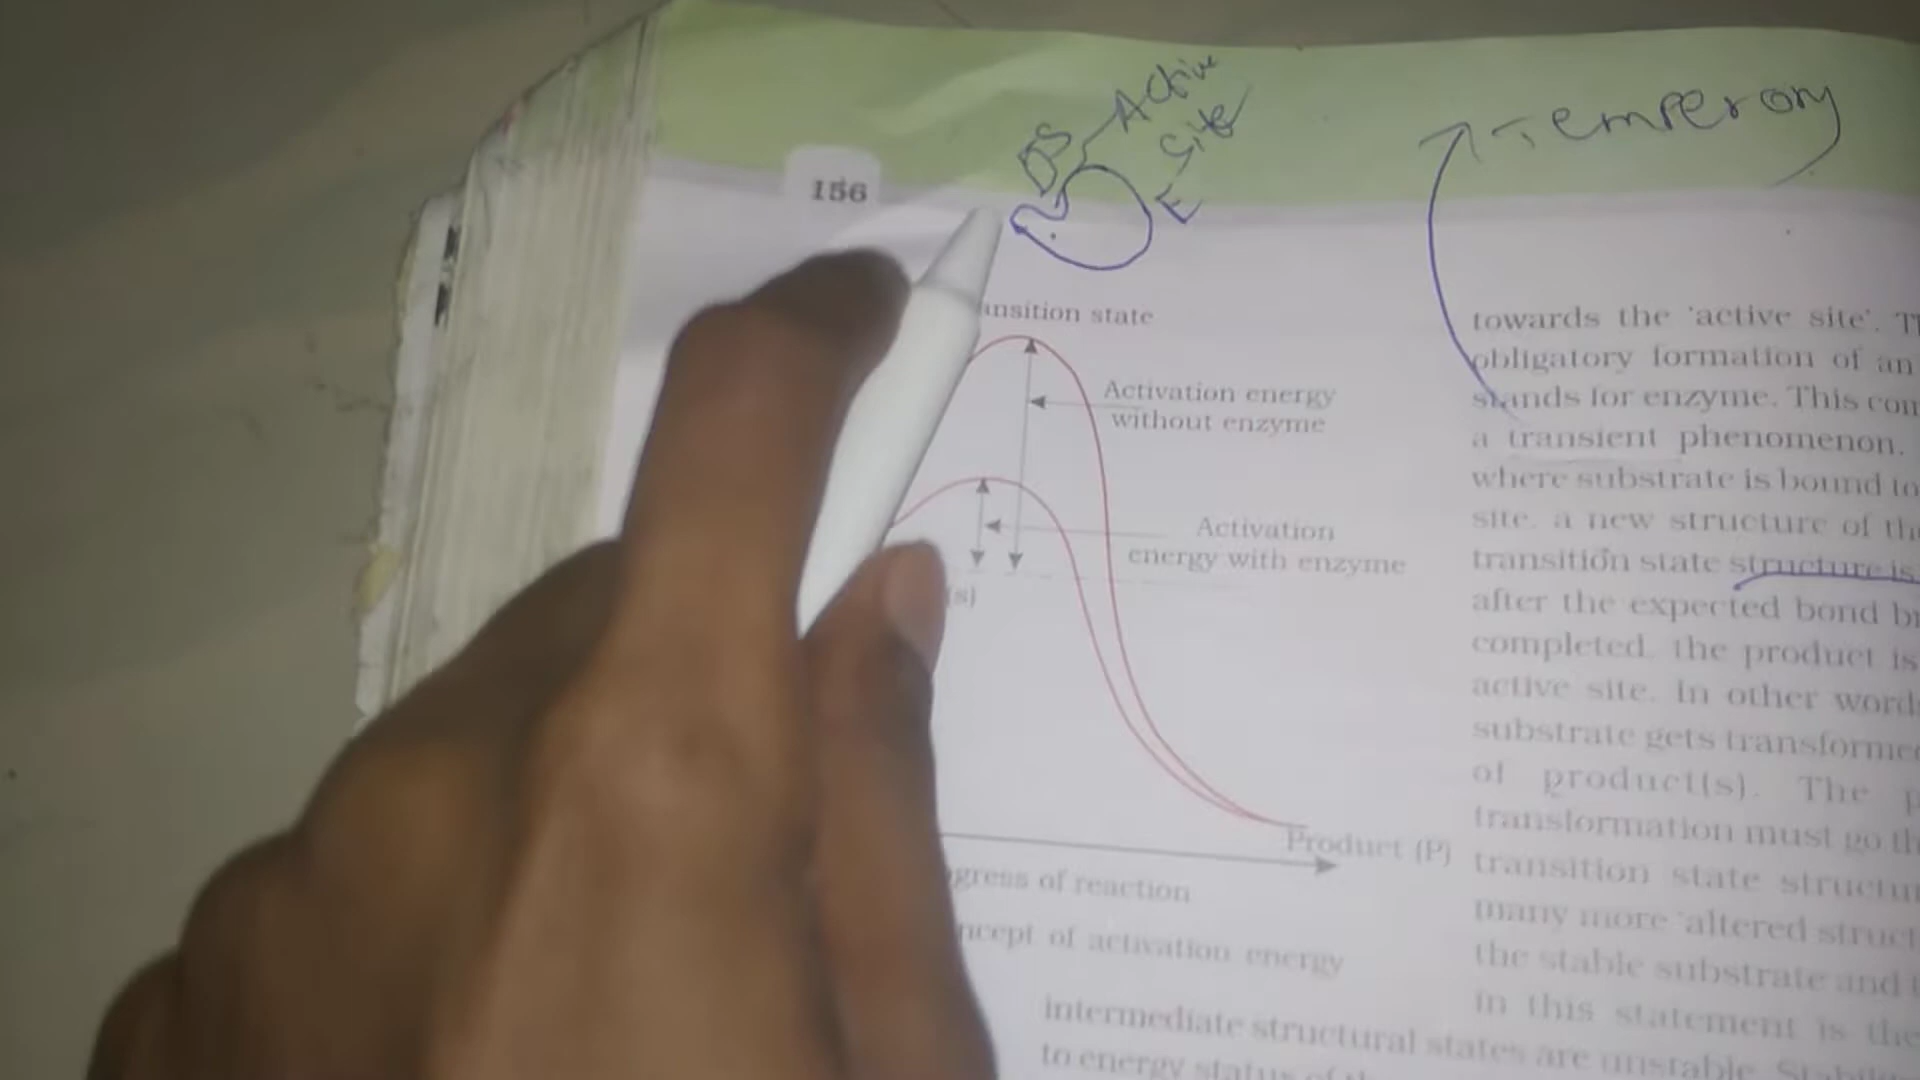 Active
Site
S
E
Temperory
156
ansition state
Activation energy
without enzyme
Activation
energy with enzyme
(s)
Product (P)
gress of reaction
ncept of activation energy
towards the 'active site'. T
obligatory formation of an
stands for enzyme. This com
a transient phenomenon.
where substrate is bound to
site, a new structure of th
transition state structure is
after the expected bond b
completed, the product is
active site. In other word
substrate gets transforme
of product(s). The p
transformation must go th
transition state structu
many more 'altered struct
the stable substrate and
in this statement is the
intermediate structural states are unstable. Stabil
to energy status of